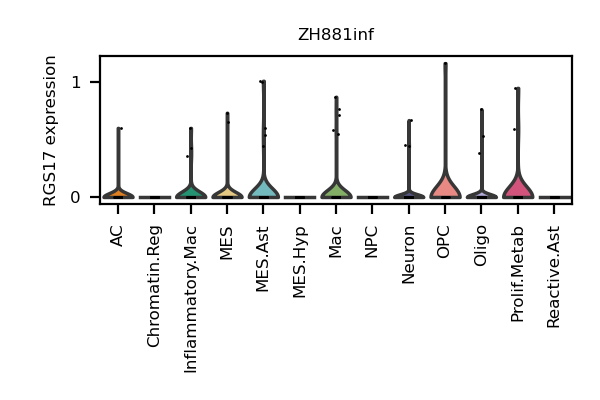 ZH881inf
RGS17 expression
1
0
AC
Chromatin.Reg
Inflammatory.Mac
MES
MES.Ast
MES.Hyp
Mac
NPC
Neuron
OPC
Oligo
Prolif.Metab
Reactive.Ast